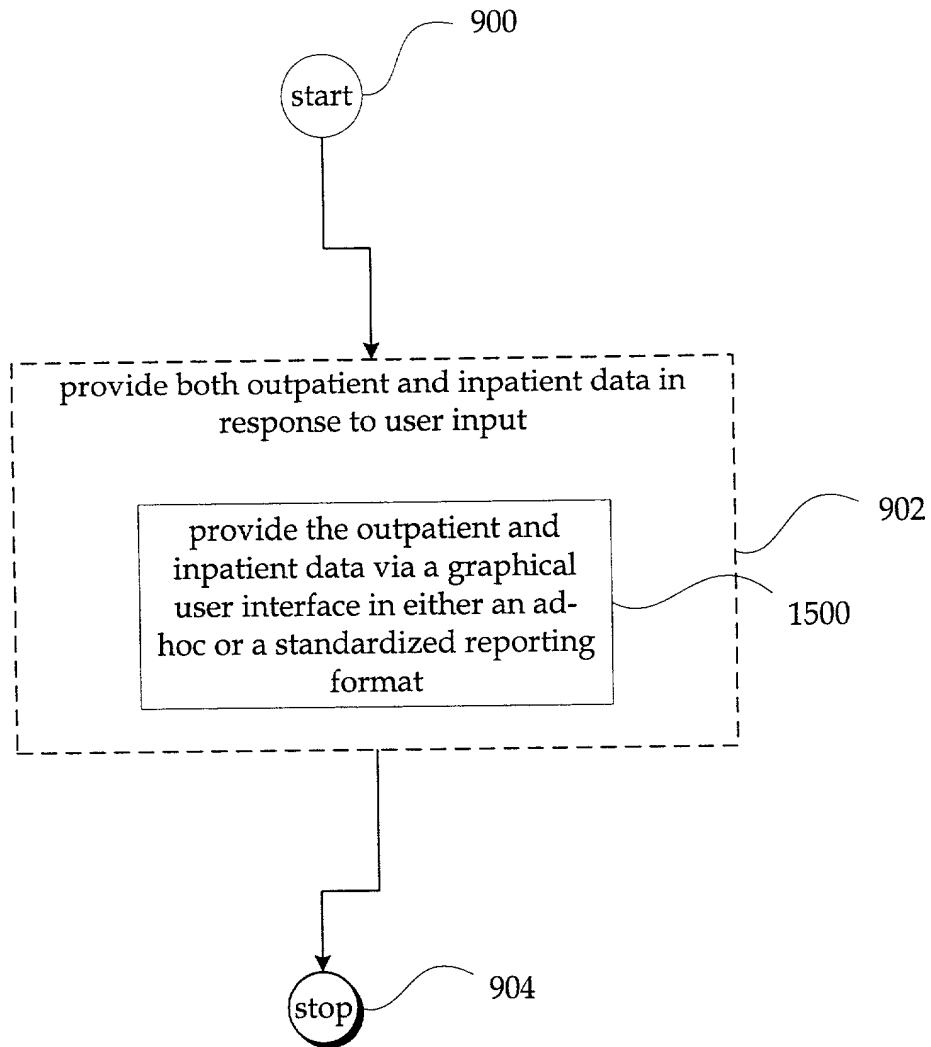 900
start
provide both outpatient and inpatient data in
response to user input
902
provide the outpatient and
inpatient data via a graphical
user interface in either an ad-
hoc or a standardized reporting
format
1500
904
stop